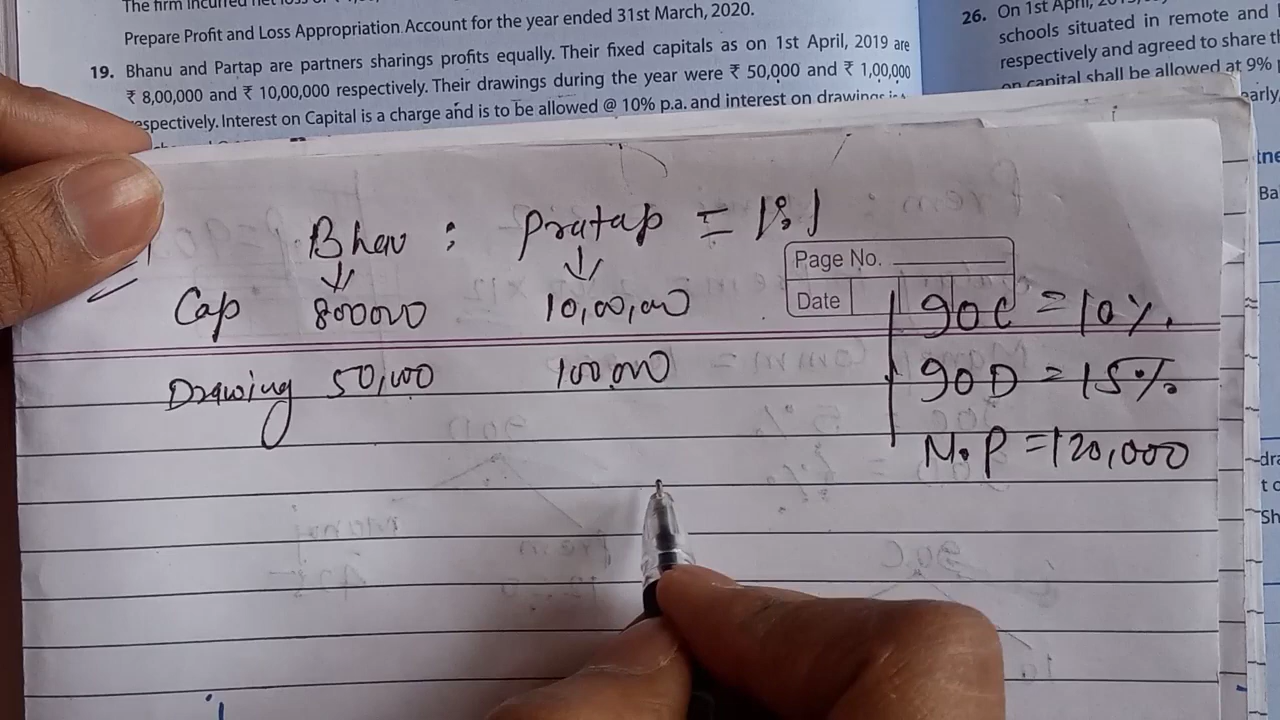 The firm incurred net loss of
Prepare Profit and Loss Appropriation Account for the year ended 31st March, 2020.
19. Bhanu and Partap are partners sharing profits equally. Their fixed capitals as on 1st April, 2019 are
₹ 8,00,000 and ₹ 10,00,000 respectively. Their drawings during the year were ₹ 50,000 and ₹ 1,00,000
respectively. Interest on Capital is a charge and is to be allowed @ 10% p.a. and interest on drawings is
26. On 1st April,
schools situated in remote and
respectively and agreed to share
on capital shall be allowed at 9%
early
Bhav : Pratap = 1:1
Page No.
Date
Cap 800000 10,00,000
IOC = 10%.
Drawing 50,000 100,000
IOD = 15%
N.P = 120,000